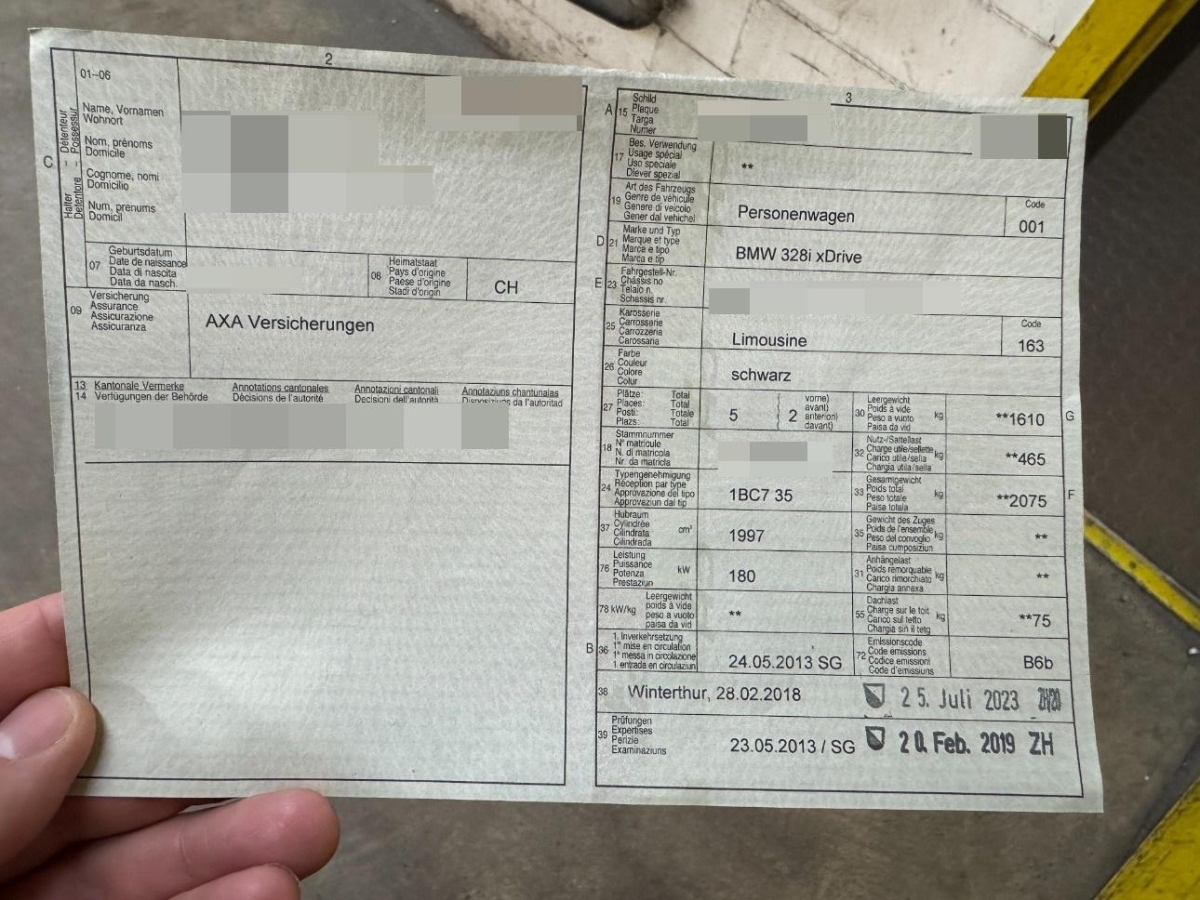 2
01–06
Name, Vornamen
Wohnort
Nom, prénoms
Domicile
Cognome, nomi
Domicilio
Num, prenums
Domicil
C
Halter Détenteur
Detentore Possessur
07
Geburtsdatum
Date de naissance
Data di nascita
Data da nasch.
08
Heimatstaat
Pays d'origine
Paese d'origine
Stadi d'origin
CH
09
Versicherung
Assurance
Assicurazione
Assicuranza
AXA Versicherungen
13 Kantonale Vermerke Annotations cantonales Annotazioni cantonali Annotaziuns chantunalas
14 Verfügungen der Behörde Décisions de l'autorité Decisioni dell'autorità Disposiziuns da l'autoritad
3
A 15
Schild
Plaque
Targa
Numer
17
Bes. Verwendung
Usage spécial
Uso speciale
Diever spezial
**
19
Art des Fahrzeugs
Genre de véhicule
Genere di veicolo
Gener dal vehichel
Personenwagen
Code
001
D 21
Marke und Typ
Marque et type
Marca e tipo
Marca e tip
BMW 328i xDrive
E 23
Fahrgestell-Nr.
Châssis no
Telaio n.
Schassis nr.
25
Karosserie
Carrosserie
Carrozzeria
Carossaria
Limousine
Code
163
26
Farbe
Couleur
Colore
Colur
schwarz
27
Plätze: Total
Places: Total
Posti: Totale
Plazs: Total
5
2
vorne)
avant)
anteriori)
davant)
30
Leergewicht
Poids à vide
Peso a vuoto
Paisa da vid
kg
**1610
G
18
Stammnummer
N° matricule
N. di matricola
Nr. da matricla
32
Nutz-/Sattellast
Charge utile/sellette
Carico utile/sella
Chargia utila/sella
kg
**465
24
Typengenehmigung
Réception par type
Approvazione del tipo
Approvaziun dal tip
1BC7 35
33
Gesamtgewicht
Poids total
Peso totale
Paisa totala
kg
**2075
F
37
Hubraum
Cylindrée
Cilindrata
Cilindrada
cm³
1997
35
Gewicht des Zuges
Poids de l'ensemble
Peso del convoglio
Paisa cumposiziun
kg
**
76
Leistung
Puissance
Potenza
Prestaziun
kW
180
31
Anhängelast
Poids remorquable
Carico rimorchiato
Chargia annexa
kg
**
78 kW/kg
Leergewicht
poids à vide
peso a vuoto
paisa da vid
**
55
Dachlast
Charge sur le toit
Carico sul tetto
Chargia sin il tetg
kg
**75
B 36
1. Inverkehrsetzung
1re mise en circulation
1a messa in circolazione
1. entrada en circulaziun
24.05.2013 SG
72
Emissionscode
Code émissions
Codice emissioni
Code d'emissiuns
B6b
38
Winterthur, 28.02.2018
25. Juli 2023
39
Prüfungen
Expertises
Perizie
Examinaziuns
23.05.2013 / SG
20. Feb. 2019 ZH